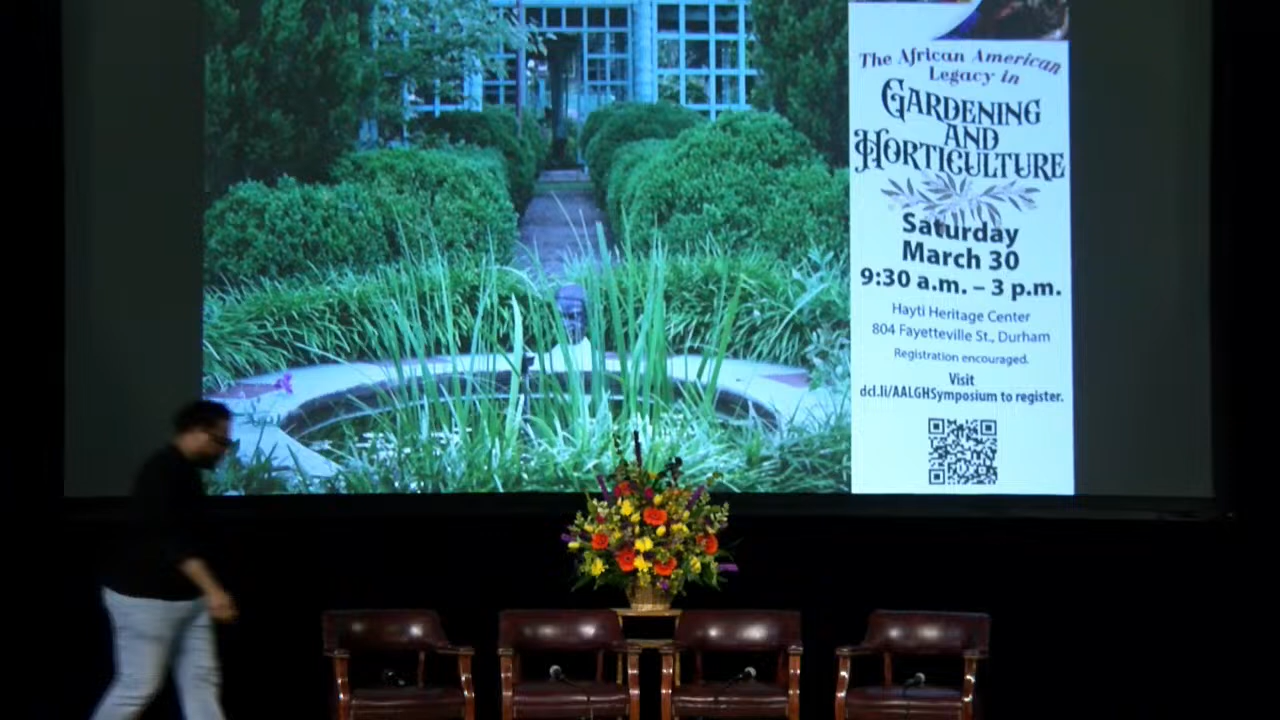 The African American
Legacy in
GARDENING
AND
HORTICULTURE
Saturday
March 30
9:30 a.m. – 3 p.m.
Hayti Heritage Center
804 Fayetteville St., Durham
Registration encouraged.
Visit
dcl.li/AALGHSymposium to register.